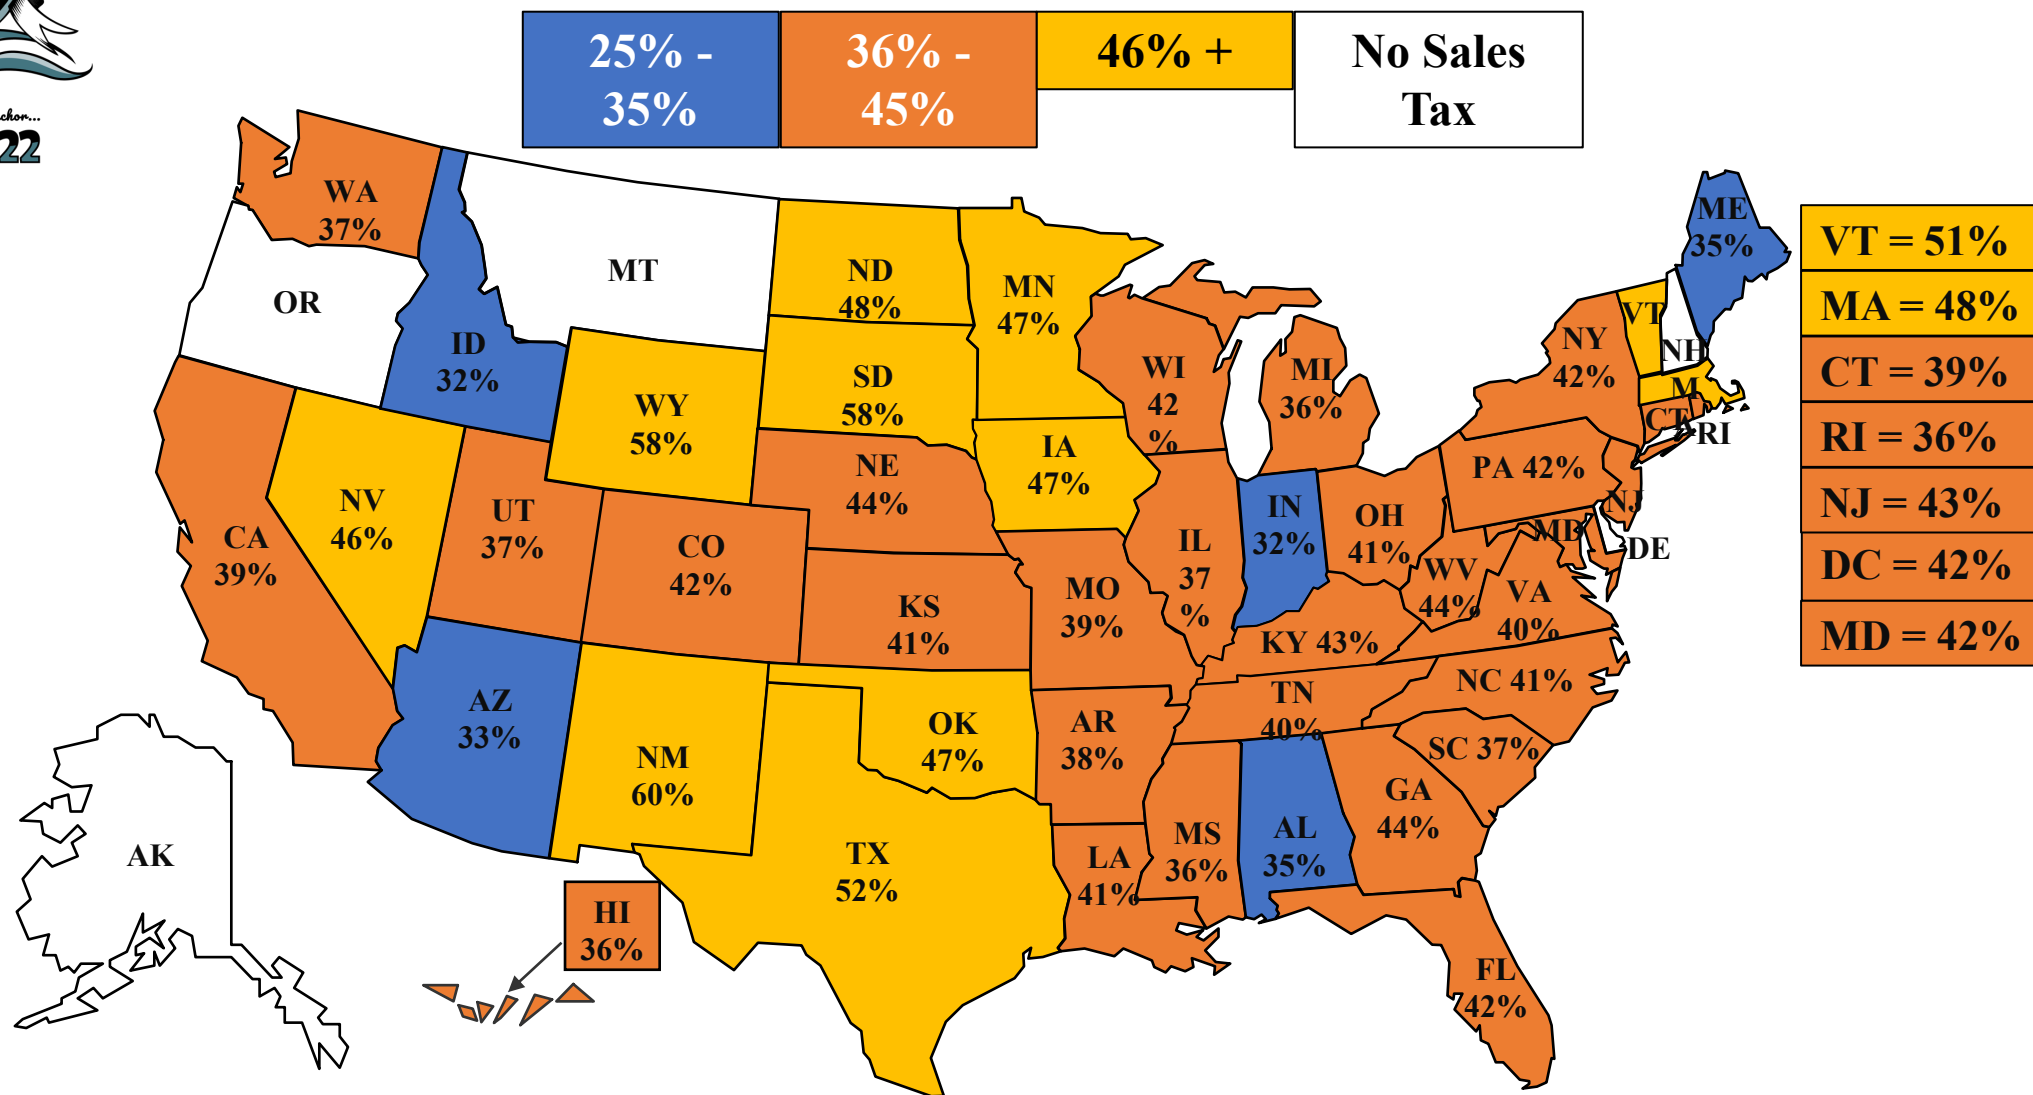 25% -
35%
36% -
45%
46% +
No Sales
Tax
chor...
22
WA
37%
OR
MT
ID
32%
ND
48%
MN
47%
SD
58%
WY
58%
WI
42
%
MI
36%
ME
35%
NY
42%
VT
NH
M
CT
RI
VT = 51%
MA = 48%
CT = 39%
RI = 36%
NJ = 43%
DC = 42%
MD = 42%
CA
39%
NV
46%
UT
37%
CO
42%
NE
44%
IA
47%
KS
41%
MO
39%
IL
37
%
IN
32%
OH
41%
PA 42%
NJ
MD
DE
WV
44%
VA
40%
KY 43%
TN
40%
NC 41%
SC 37%
AZ
33%
NM
60%
OK
47%
TX
52%
AR
38%
LA
41%
MS
36%
AL
35%
GA
44%
FL
42%
AK
HI
36%